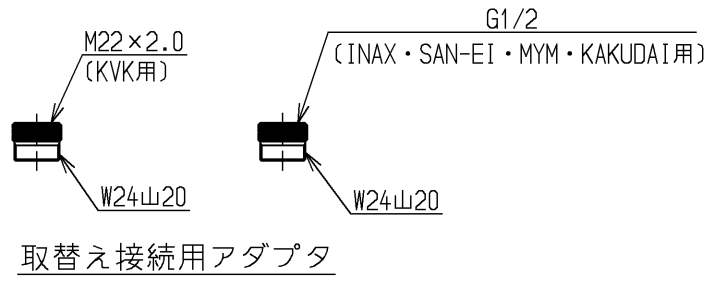 G1/2
M22×2.0
(KVK用)
(INAX・SAN-EI・MYM・KAKUDAI用)
W24山20
W24山20
取替え接続用アダプタ